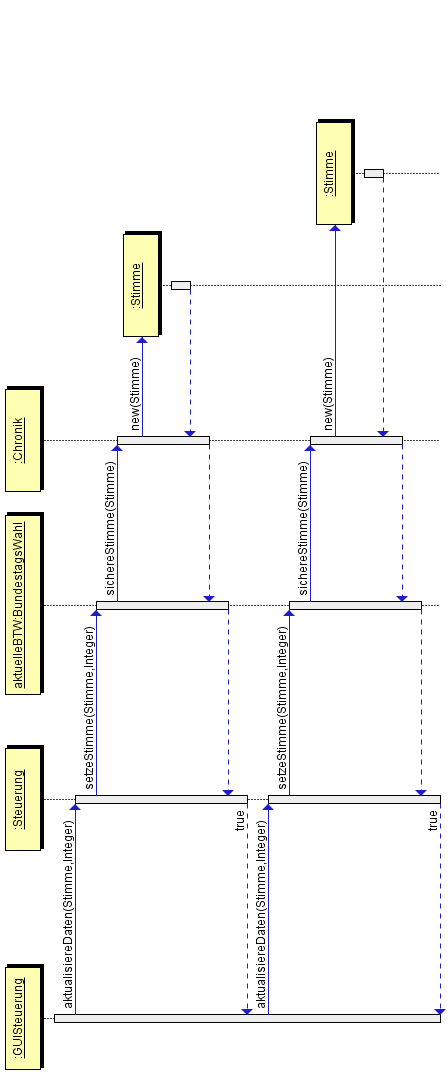 :GUISteuerung
:Steuerung
aktuelleBTW:BundestagsWahl
:Chronik
:Stimme
:Stimme
aktualisiereDaten(Stimme,Integer)
setzeStimme(Stimme,Integer)
sichereStimme(Stimme)
new(Stimme)
true
aktualisiereDaten(Stimme,Integer)
setzeStimme(Stimme,Integer)
sichereStimme(Stimme)
new(Stimme)
true